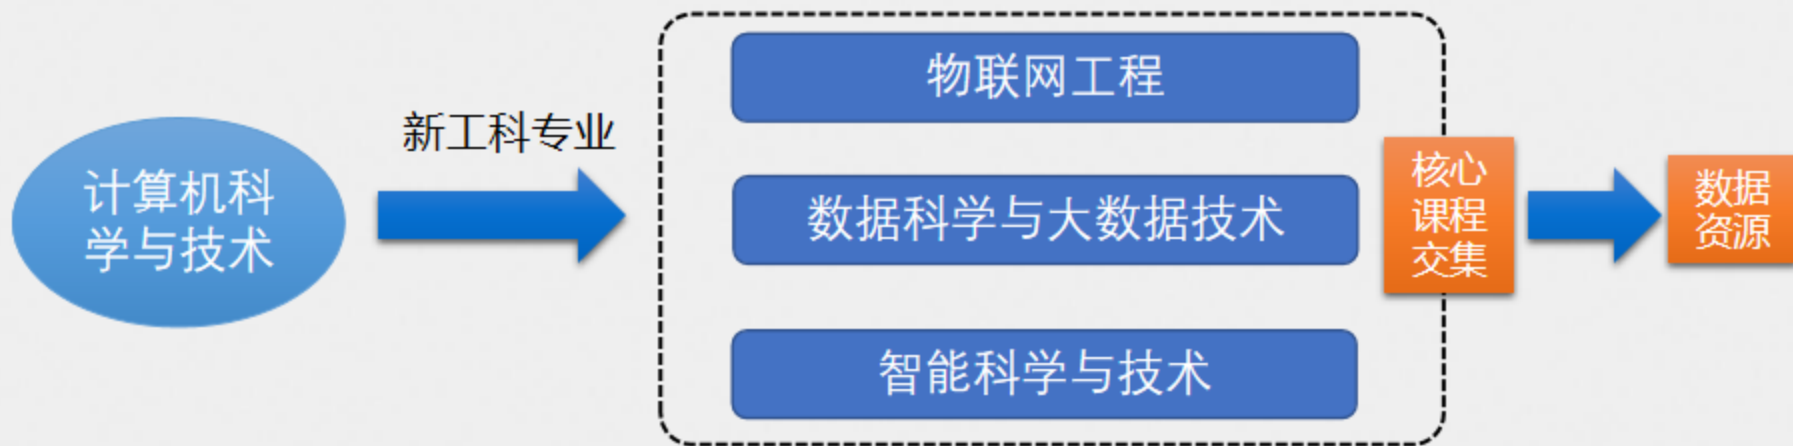 计算机科
学与技术
新工科专业
物联网工程
数据科学与大数据技术
智能科学与技术
核心
课程
交集
数据
资源